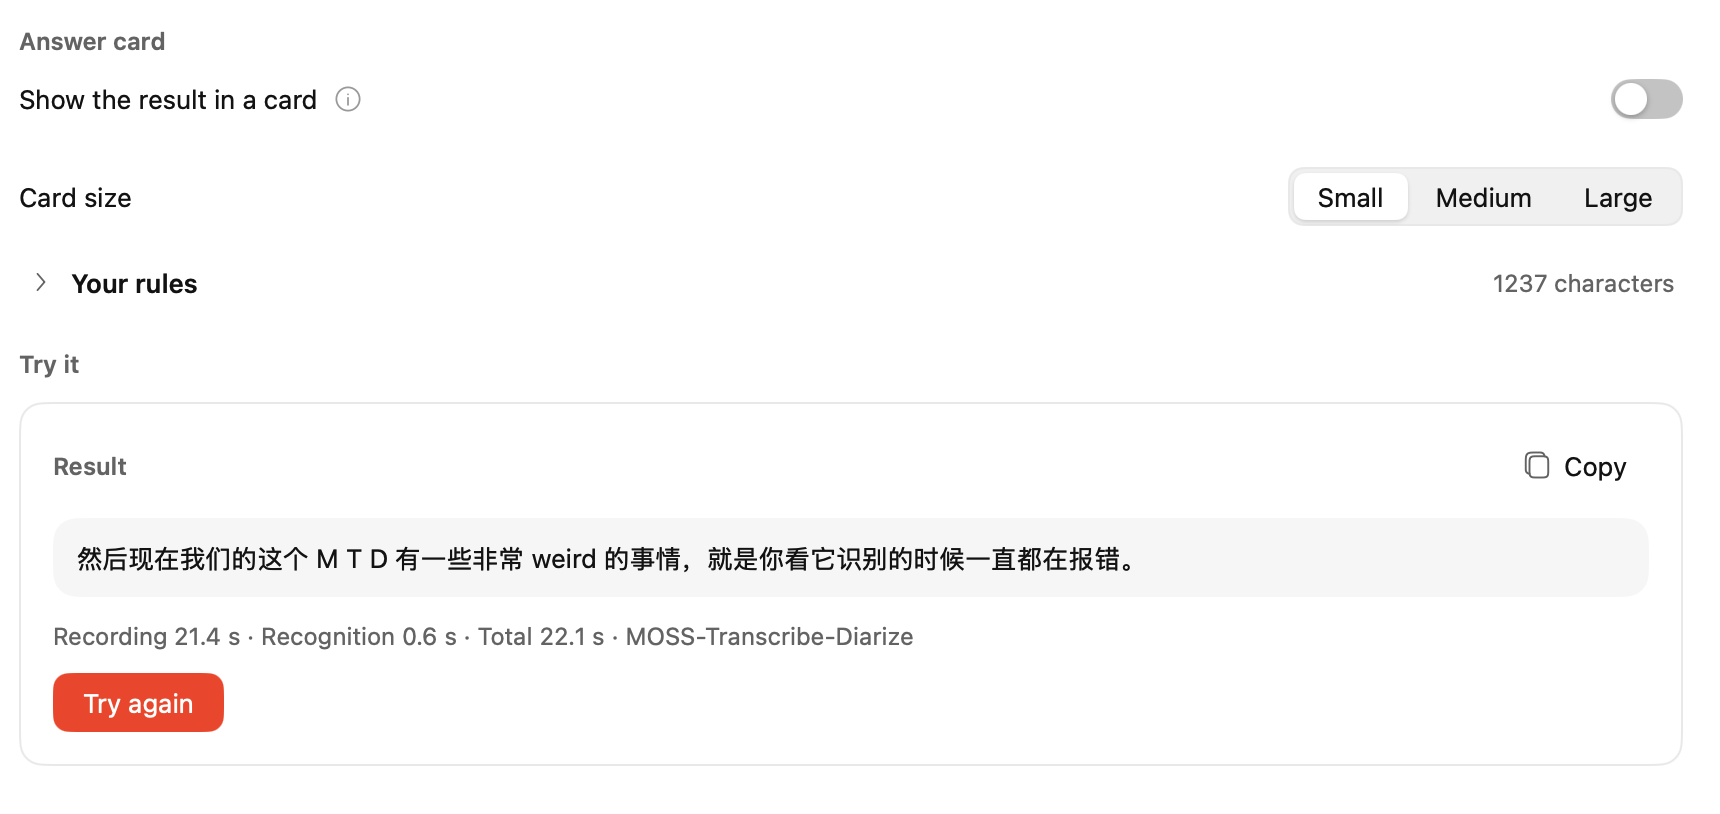 Answer card
Show the result in a card
Card size
Small Medium Large
Your rules 1237 characters
Try it
Result Copy
然后现在我们的这个 M T D 有一些非常 weird 的事情，就是你看它识别的时候一直都在报错。
Recording 21.4 s · Recognition 0.6 s · Total 22.1 s · MOSS-Transcribe-Diarize
Try again